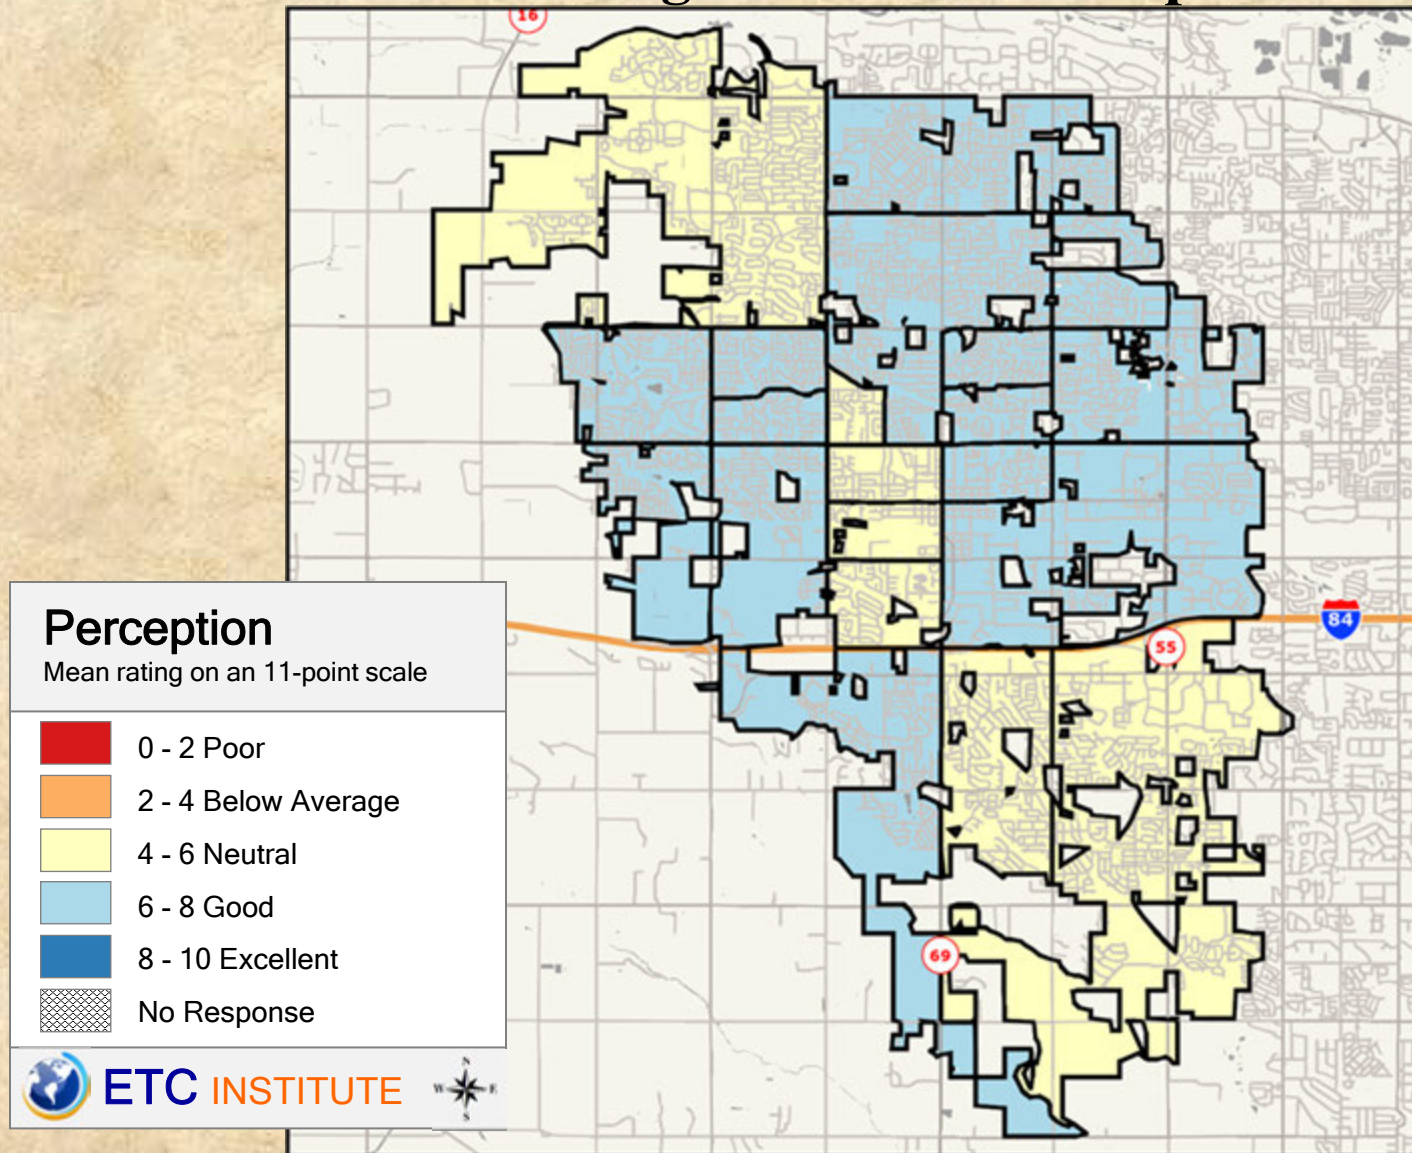 16
84
55
69
Perception
Mean rating on an 11-point scale
0 - 2 Poor
2 - 4 Below Average
4 - 6 Neutral
6 - 8 Good
8 - 10 Excellent
No Response
ETC INSTITUTE
N
W E
S